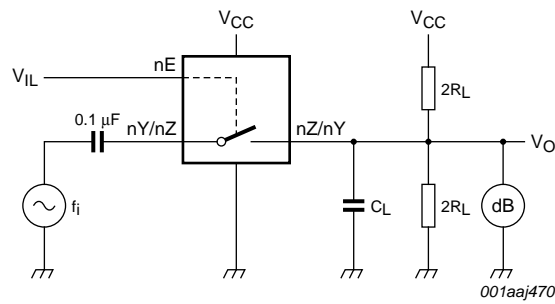 VCC
VCC
nE
VIL
2RL
0.1 μF
nY/nZ
nZ/nY
VO
fi
CL
2RL
dB
001aaj470